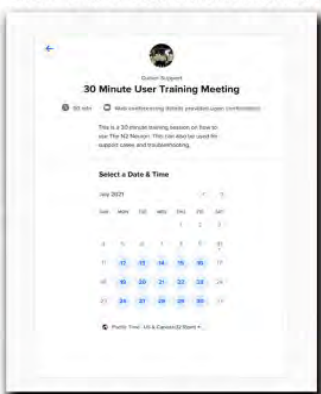 Support
30 Minute User Training Meeting
30 min Web conferencing details provided upon confirmation.
This is a 30 minute training session on how to
use The N2 Neuron. This can also be used for
support cases and troubleshooting.
Select a Date & Time
July 2021
SUN MON TUE WED THU FRI SAT
1 2 3
4 5 6 7 8 9 10
11 12 13 14 15 16 17
18 19 20 21 22 23 24
25 27 28 29 30
Pacific Time - US & Canada